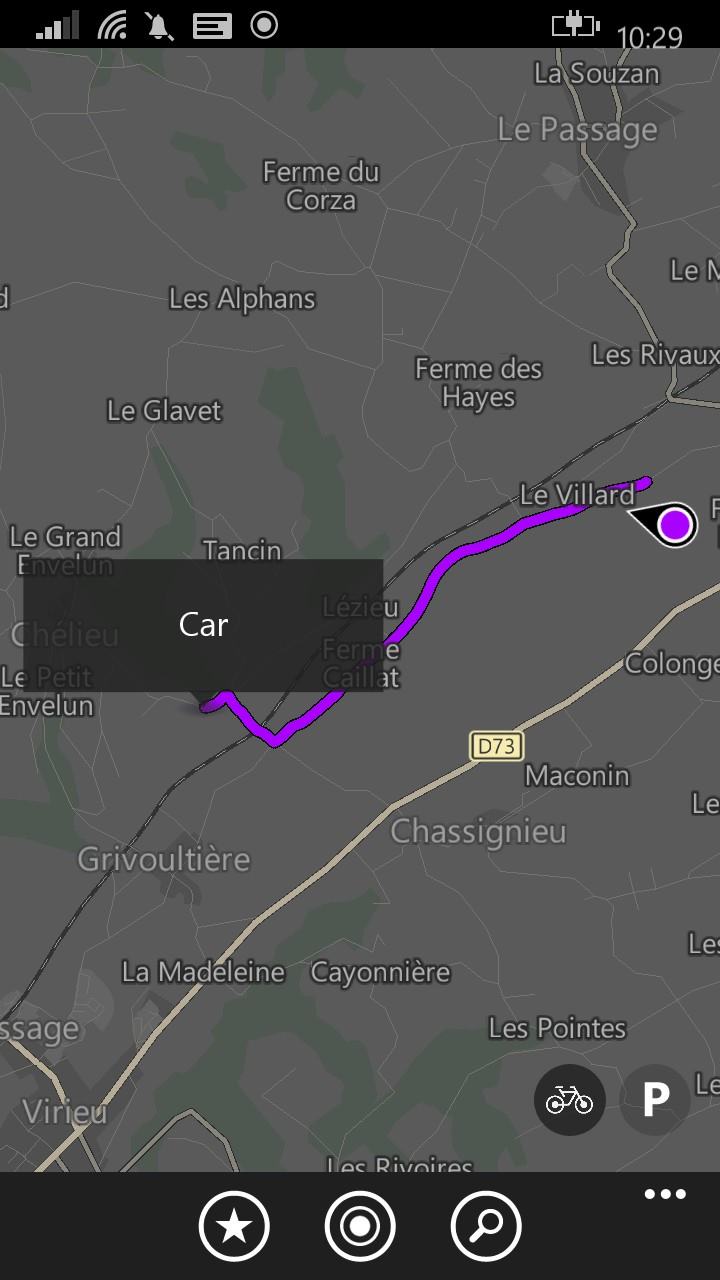 10:29
La Souzan
Le Passage
Ferme du
Corza
Le M
d
Les Alphans
Les Rivaux
Ferme des
Hayes
Le Glavet
Le Villard
F
Le Grand
Envelun
Tancin
Lézieu
Car
Chélieu
Ferme
Caillat
Le Petit
Envelun
Colonge
D73
Maconin
Le
Chassignieu
Grivoultière
Les
La Madeleine
Cayonnière
ssage
Les Pointes
Le
P
Virieu
Les Rivoires